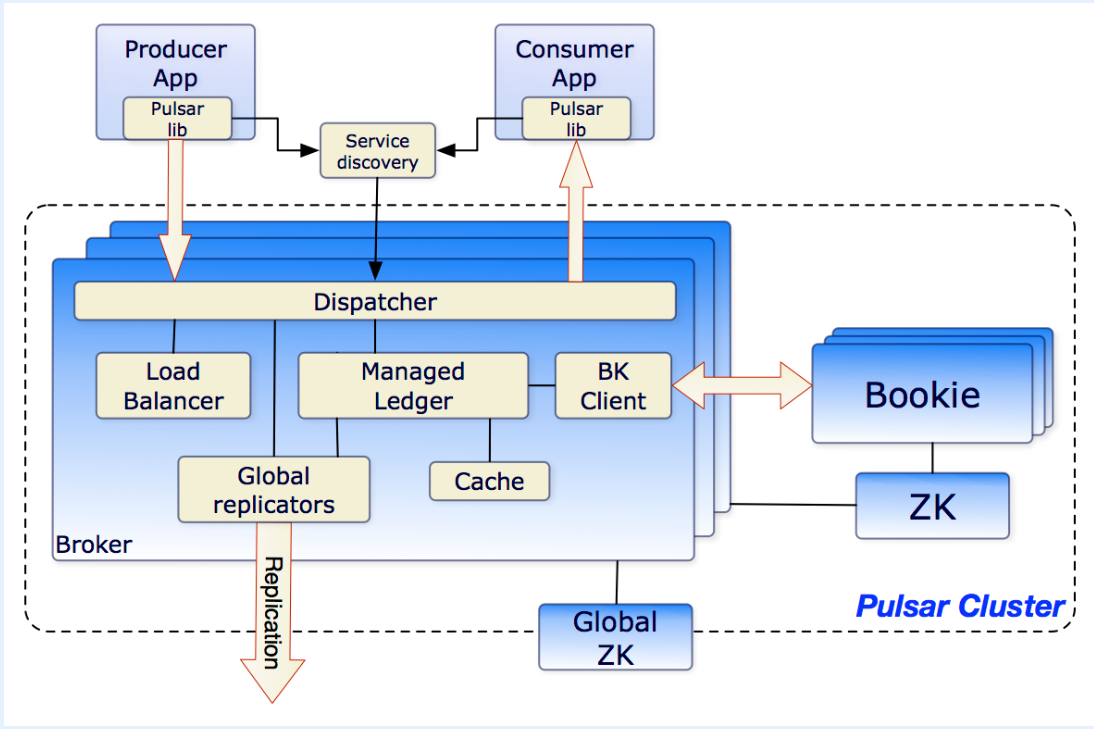 Producer
App
Pulsar
lib
Consumer
App
Pulsar
lib
Service
discovery
Dispatcher
Load
Balancer
Managed
Ledger
BK
Client
Bookie
Global
replicators
Cache
ZK
Broker
Replication
Pulsar Cluster
Global
ZK